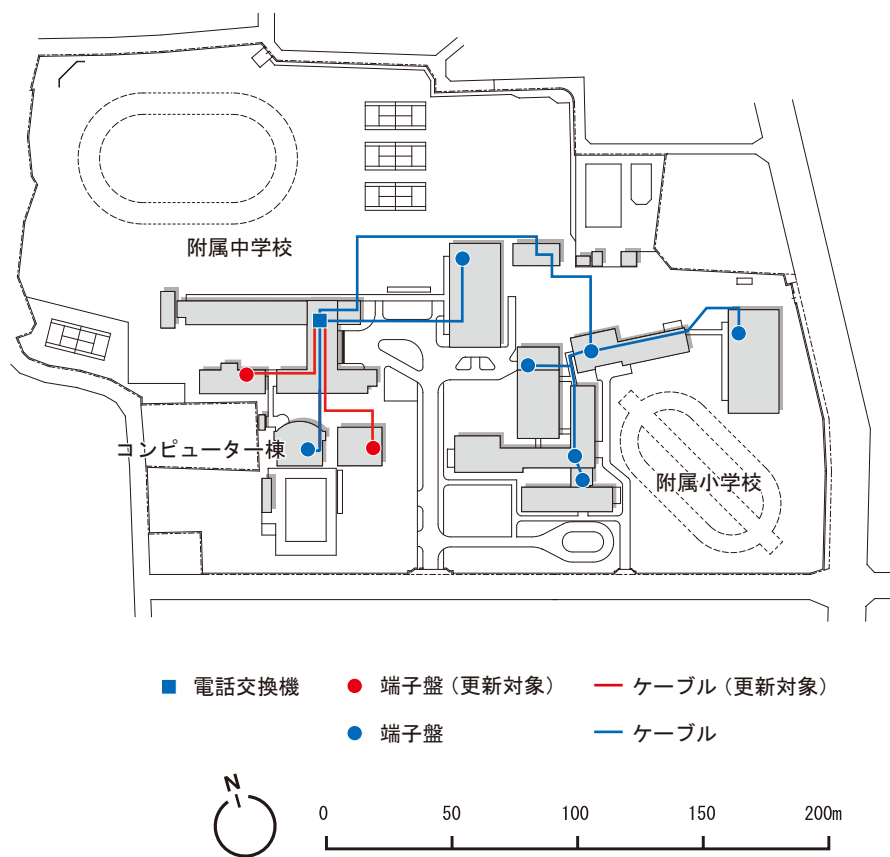 附属中学校
コンピューター棟
附属小学校
電話交換機
端子盤（更新対象）
ケーブル（更新対象）
端子盤
ケーブル
N
0 50 100 150 200m